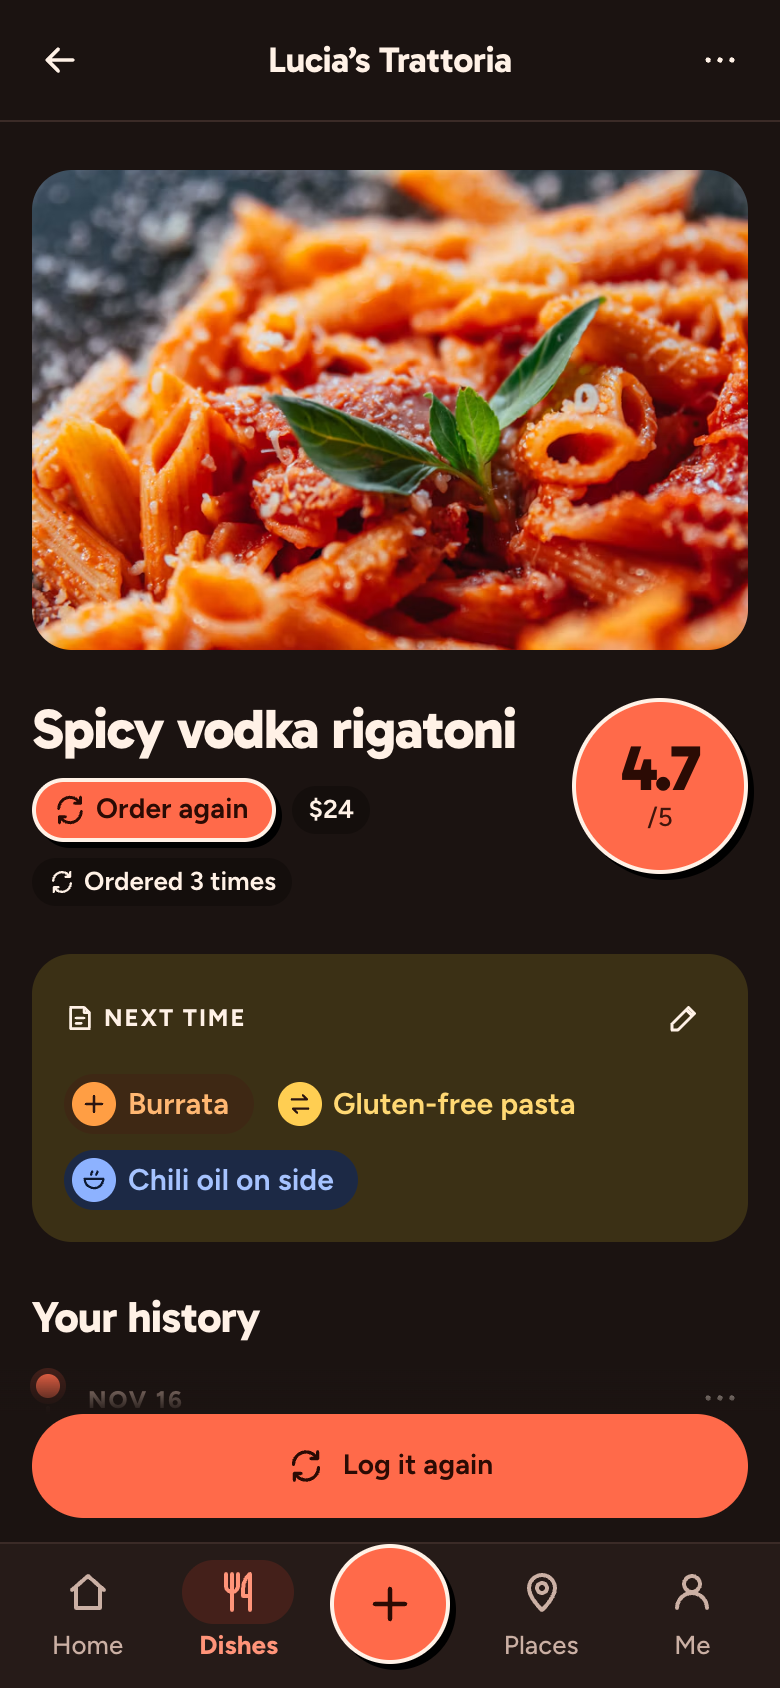 Lucia’s Trattoria
Spicy vodka rigatoni
4.7
/5
Order again
$24
Ordered 3 times
NEXT TIME
Burrata
Gluten-free pasta
Chili oil on side
Your history
NOV 16
Log it again
Home
Dishes
Places
Me